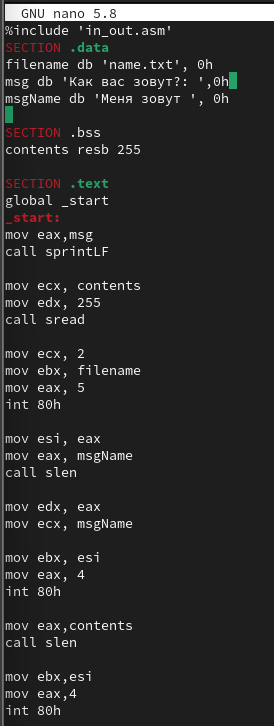 GNU nano 5.8
%include 'in_out.asm'
SECTION .data
filename db 'name.txt', 0h
msg db 'Как вас зовут?: ',0h
msgName db 'Меня зовут ', 0h
SECTION .bss
contents resb 255
SECTION .text
global _start
_start:
mov eax,msg
call sprintLF
mov ecx, contents
mov edx, 255
call sread
mov ecx, 2
mov ebx, filename
mov eax, 5
int 80h
mov esi, eax
mov eax, msgName
call slen
mov edx, eax
mov ecx, msgName
mov ebx, esi
mov eax, 4
int 80h
mov eax,contents
call slen
mov ebx,esi
mov eax,4
int 80h